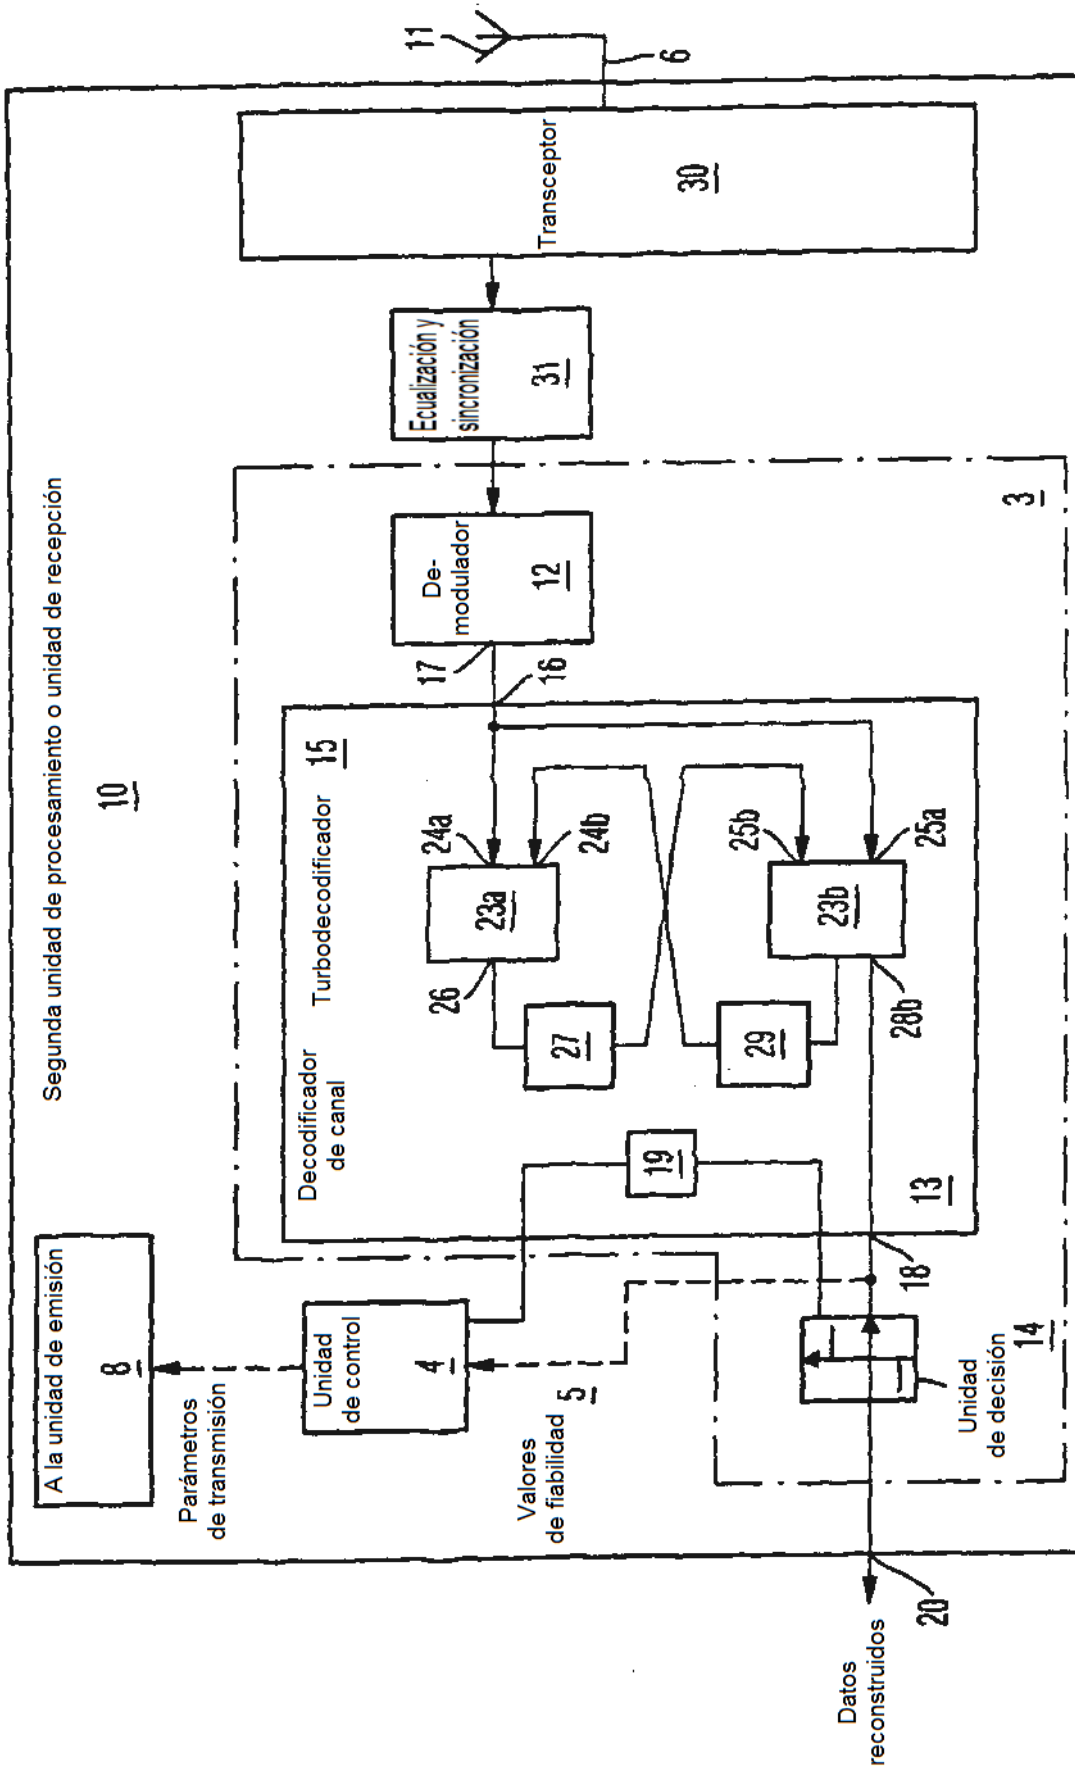 Segunda unidad de procesamiento o unidad de recepción
10
A la unidad de emisión
8
Parámetros
de transmisión
Unidad
de control
4
Valores
de fiabilidad
5
Decodificador
de canal
Turbodecodificador
15
24a
24b
23a
26
27
25b
25a
23b
28b
29
19
13
18
16
17
De-
modulador
12
Ecualización y
sincronización
31
Transceptor
30
11
6
3
14
Unidad
de decisión
20
Datos
reconstruidos